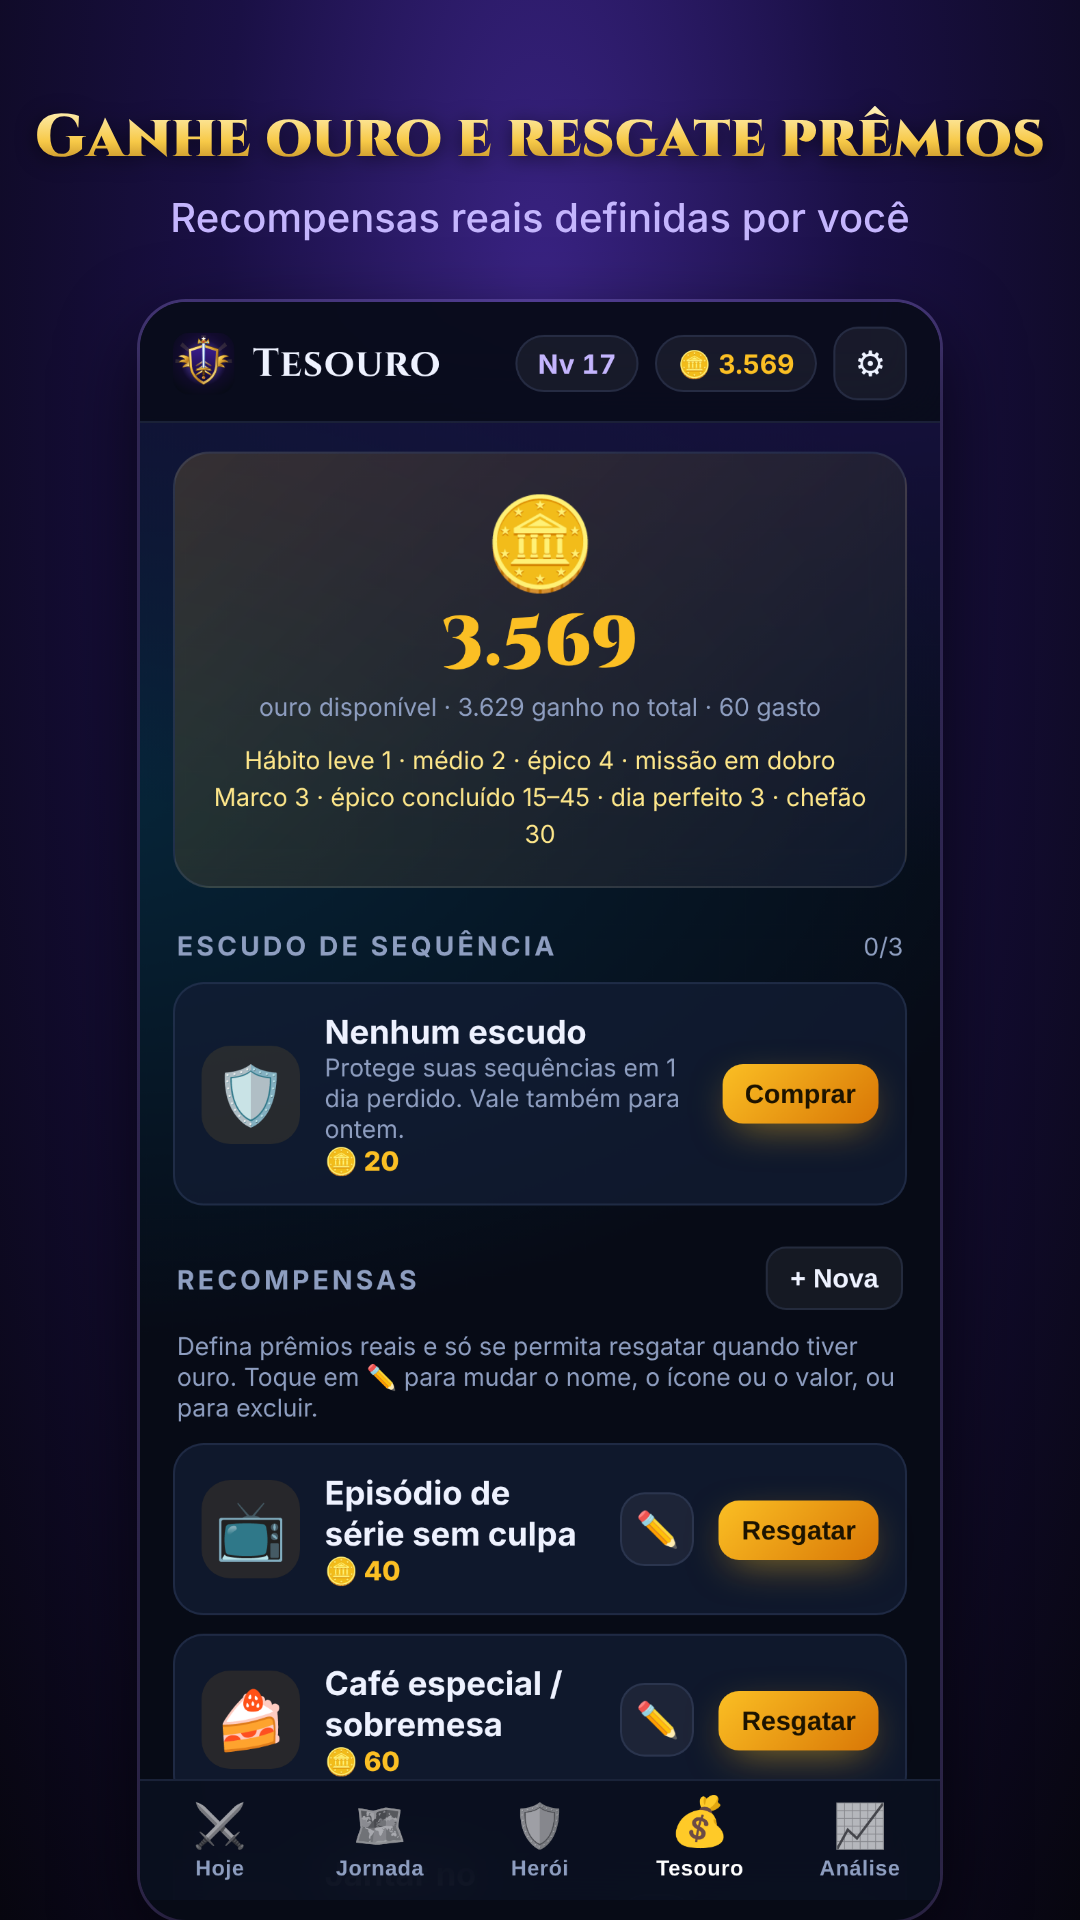 Ganhe ouro e resgate prêmios
Recompensas reais definidas por você
Tesouro
Nv 17
3.569
3.569
ouro disponível · 3.629 ganho no total · 60 gasto
Hábito leve 1 · médio 2 · épico 4 · missão em dobro
Marco 3 · épico concluído 15–45 · dia perfeito 3 · chefão
30
ESCUDO DE SEQUÊNCIA
0/3
Nenhum escudo
Protege suas sequências em 1
dia perdido. Vale também para
ontem.
20
Comprar
RECOMPENSAS
+ Nova
Defina prêmios reais e só se permita resgatar quando tiver
ouro. Toque em ✏️ para mudar o nome, o ícone ou o valor, ou
para excluir.
Episódio de
série sem culpa
40
Resgatar
Café especial /
sobremesa
60
Resgatar
Hoje
Jornada
Herói
Tesouro
Análise